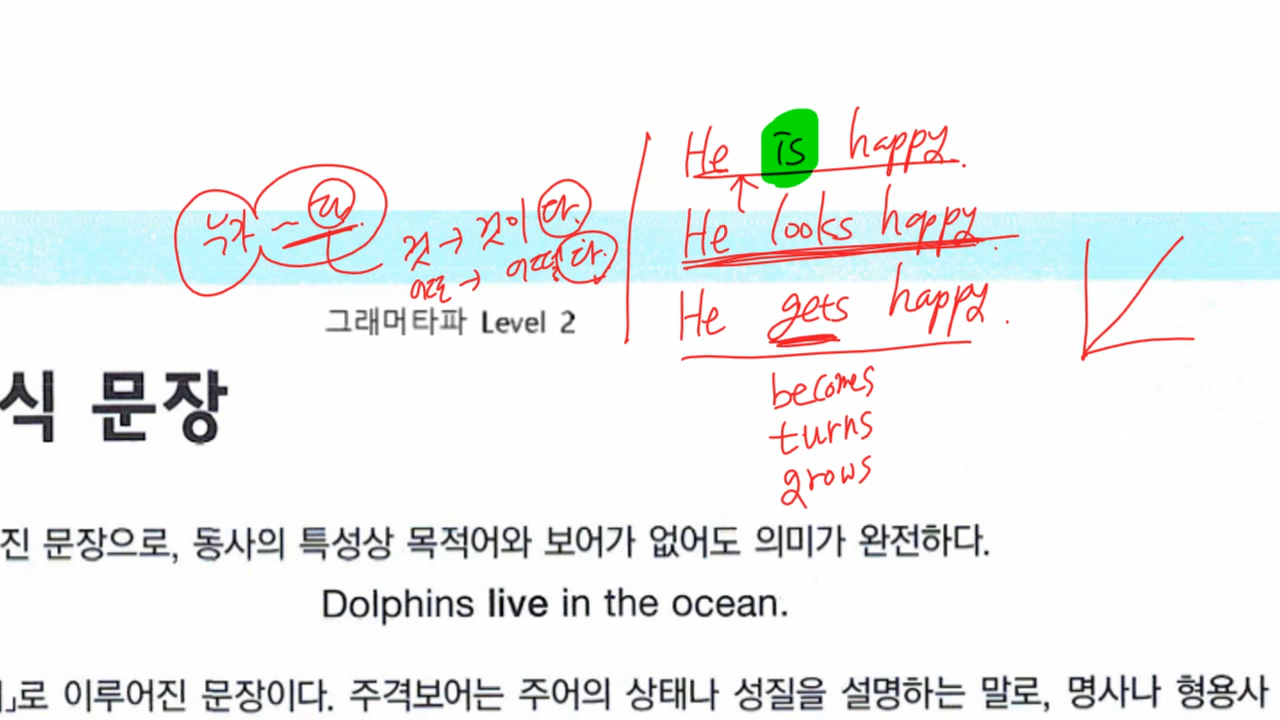 He is happy.
누가 ~ 다.
것 → 것이다.
어떤 → 어떻다.
He looks happy.
He gets happy.
becomes
turns
grows
그래머타파 Level 2
식 문장
진 문장으로, 동사의 특성상 목적어와 보어가 없어도 의미가 완전하다.
Dolphins live in the ocean.
」로 이루어진 문장이다. 주격보어는 주어의 상태나 성질을 설명하는 말로, 명사나 형용사